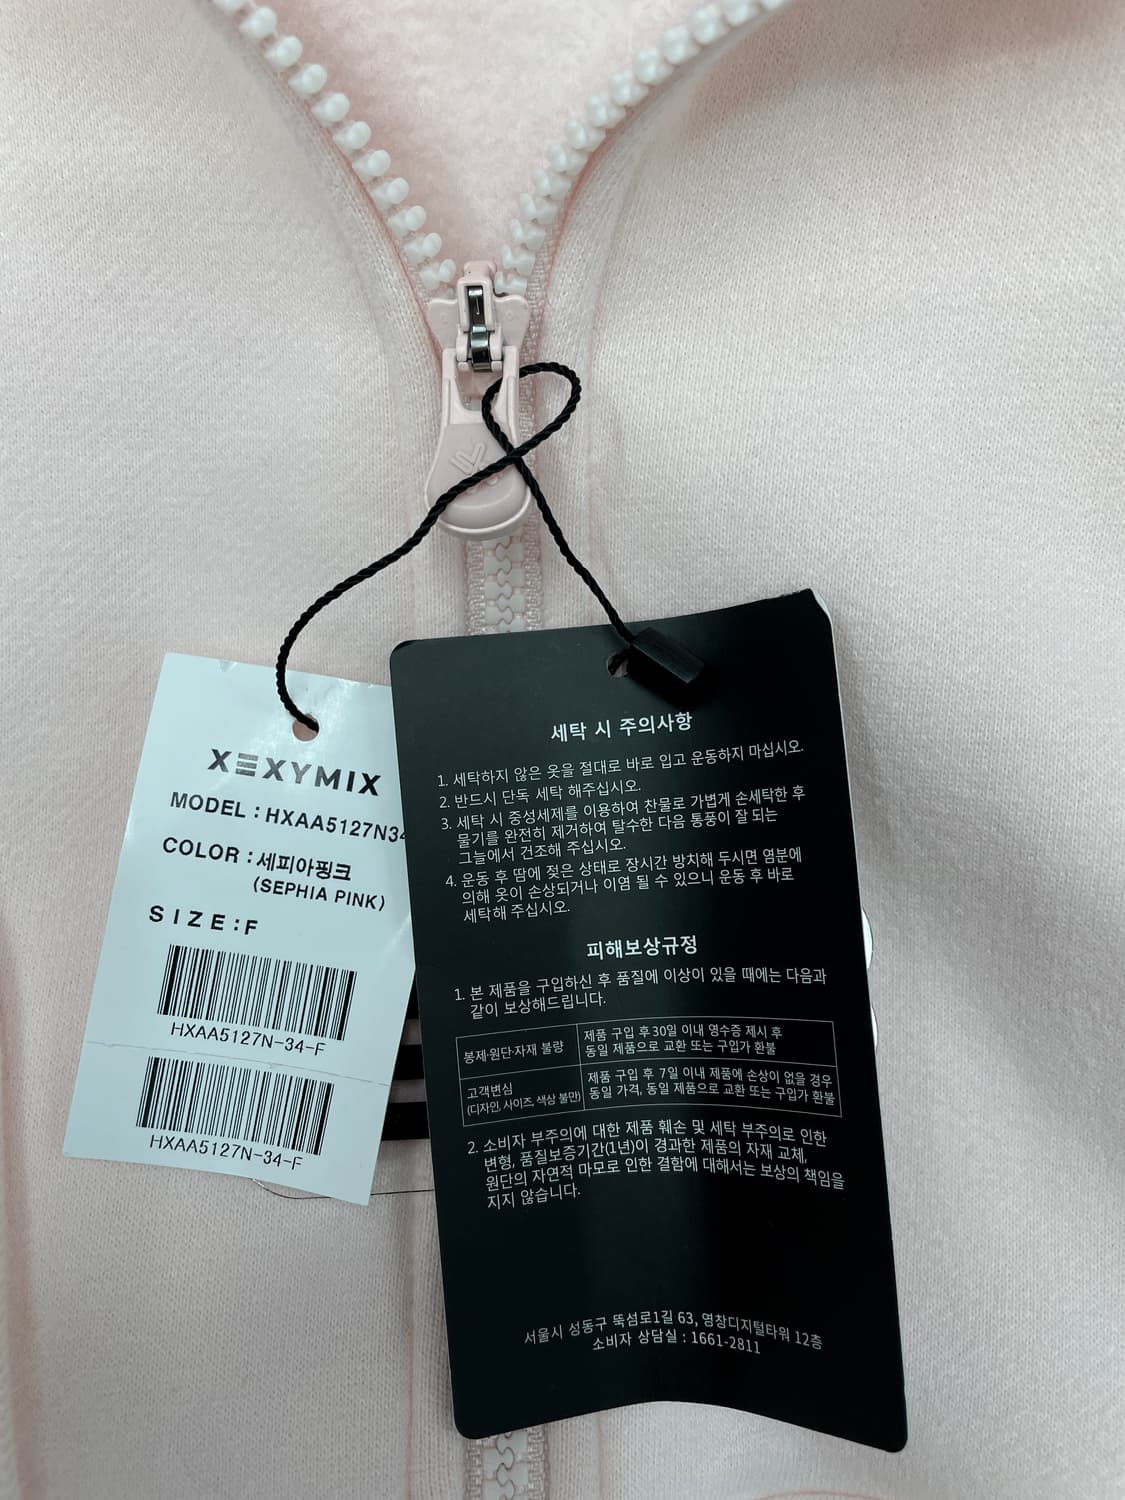 XEXYMIX
MODEL : HXAA5127N34
COLOR : 세피아핑크
(SEPHIA PINK)
SIZE : F
HXAA5127N-34-F
HXAA5127N-34-F
세탁 시 주의사항
1. 세탁하지 않은 옷을 절대로 바로 입고 운동하지 마십시오.
2. 반드시 단독 세탁 해주십시오.
3. 세탁 시 중성세제를 이용하여 찬물로 가볍게 손세탁한 후
물기를 완전히 제거하여 탈수한 다음 통풍이 잘 되는
그늘에서 건조해 주십시오.
4. 운동 후 땀에 젖은 상태로 장시간 방치해 두시면 염분에
의해 옷이 손상되거나 이염 될 수 있으니 운동 후 바로
세탁해 주십시오.
피해보상규정
1. 본 제품을 구입하신 후 품질에 이상이 있을 때에는 다음과
같이 보상해드립니다.
봉제·원단·자재 불량
제품 구입 후 30일 이내 영수증 제시 후
동일 제품으로 교환 또는 구입가 환불
고객변심
(디자인, 사이즈, 색상 불만)
제품 구입 후 7일 이내 제품에 손상이 없을 경우
동일 가격, 동일 제품으로 교환 또는 구입가 환불
2. 소비자 부주의에 대한 제품 훼손 및 세탁 부주의로 인한
변형, 품질보증기간(1년)이 경과한 제품의 자재 교체,
원단의 자연적 마모로 인한 결함에 대해서는 보상의 책임을
지지 않습니다.
서울시 성동구 뚝섬로1길 63, 영창디지털타워 12층
소비자 상담실 : 1661-2811